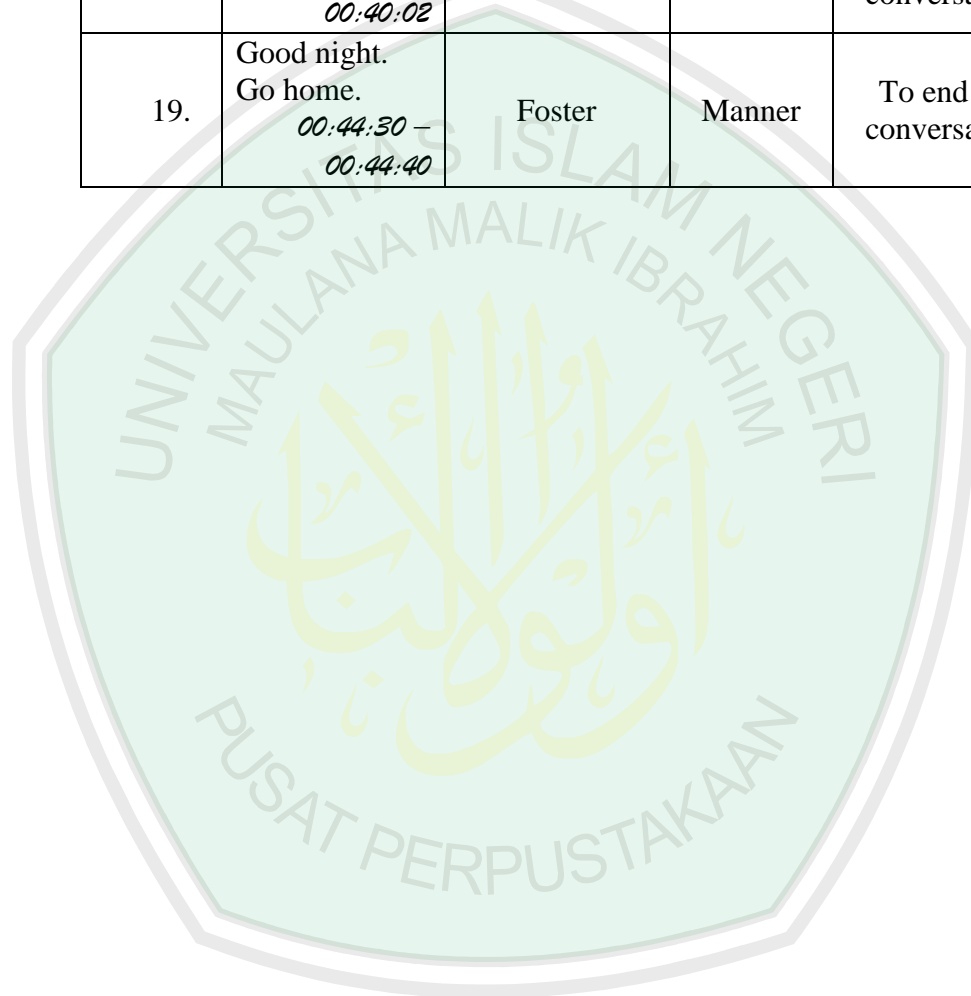 00:40:02
19.
Good night.
Go home.
00:44:30 –
00:44:40
Foster
Manner
To end
UNIVERSITAS ISLAM NEGERI
MAULANA MALIK IBRAHIM
PUSAT PERPUSTAKAAN